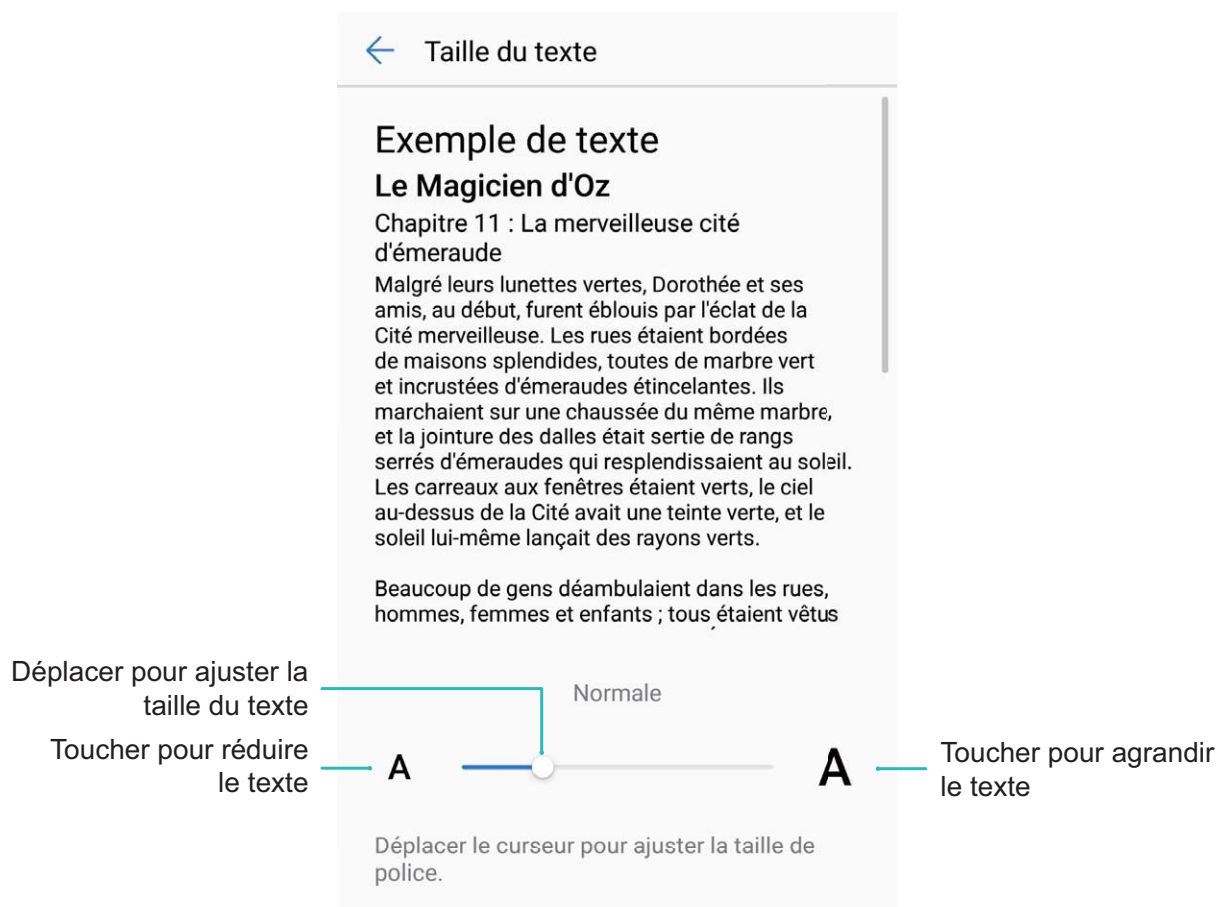 Taille du texte
Exemple de texte
Le Magicien d'Oz
Chapitre 11 : La merveilleuse cité
d'émeraude
Malgré leurs lunettes vertes, Dorothée et ses
amis, au début, furent éblouis par l'éclat de la
Cité merveilleuse. Les rues étaient bordées
de maisons splendides, toutes de marbre vert
et incrustées d'émeraudes étincelantes. Ils
marchaient sur une chaussée du même marbre,
et la jointure des dalles était sertie de rangs
serrés d'émeraudes qui resplendissaient au soleil.
Les carreaux aux fenêtres étaient verts, le ciel
au-dessus de la Cité avait une teinte verte, et le
soleil lui-même lançait des rayons verts.
Beaucoup de gens déambulaient dans les rues,
hommes, femmes et enfants ; tous étaient vêtus
Déplacer pour ajuster la
taille du texte
Normale
Toucher pour réduire
le texte
A
A
Toucher pour agrandir
le texte
Déplacer le curseur pour ajuster la taille de
police.